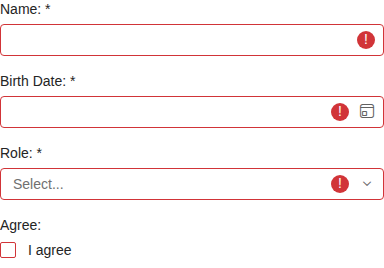 Name: *
Birth Date: *
Role: *
Select...
Agree:
I agree